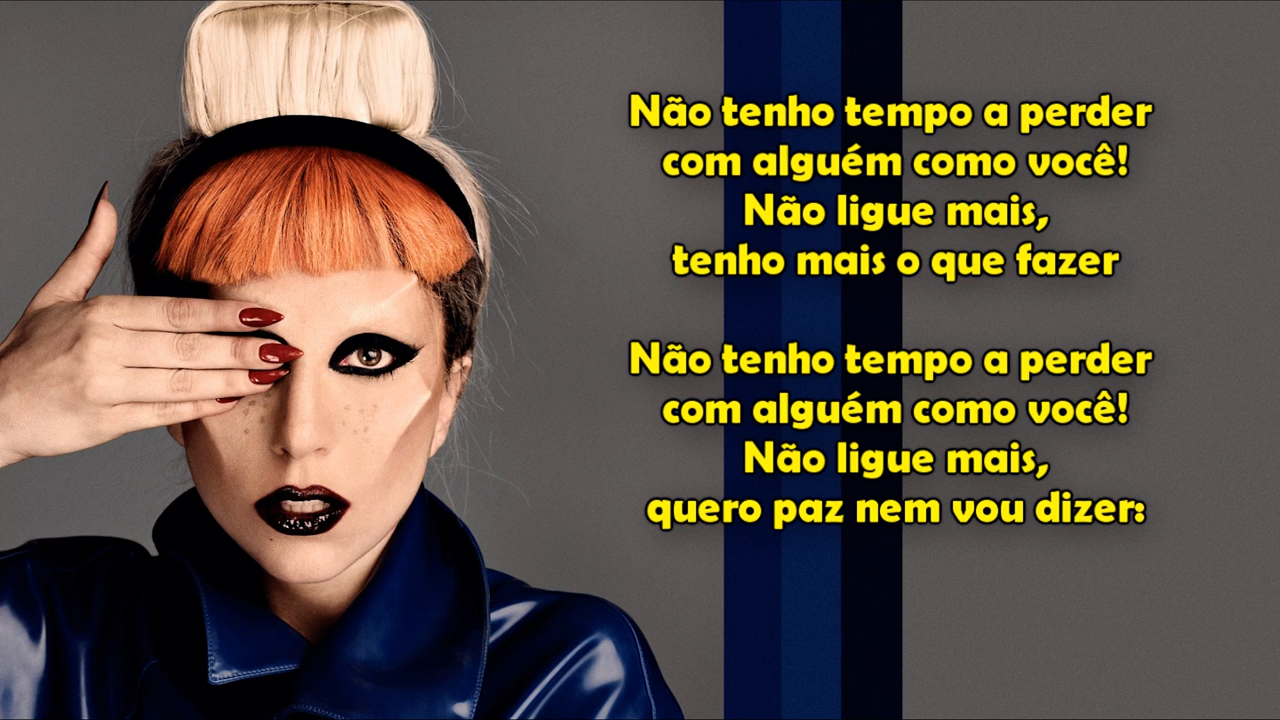 Não tenho tempo a perder
com alguém como você!
Não ligue mais,
tenho mais o que fazer
Não tenho tempo a perder
com alguém como você!
Não ligue mais,
quero paz nem vou dizer: